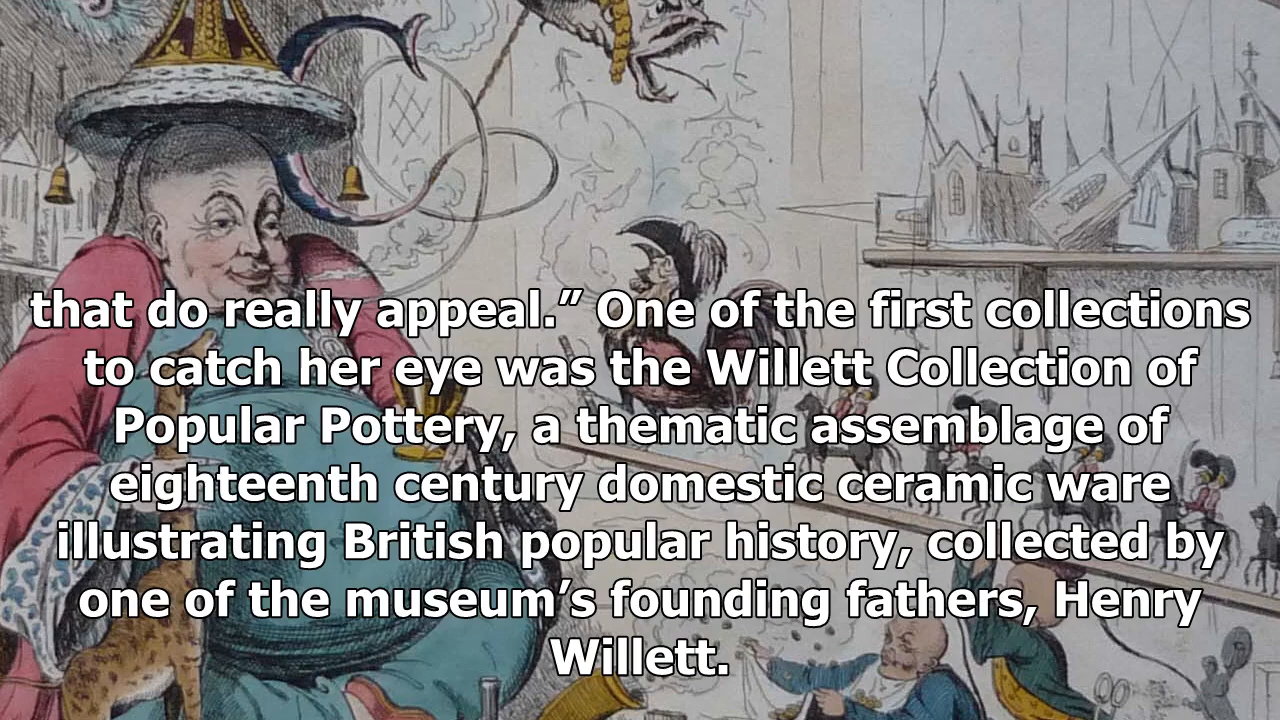 that do really appeal.” One of the first collections
to catch her eye was the Willett Collection of
Popular Pottery, a thematic assemblage of
eighteenth century domestic ceramic ware
illustrating British popular history, collected by
one of the museum’s founding fathers, Henry
Willett.